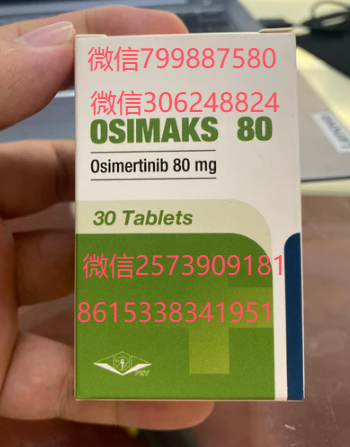 微信799887580
微信306248824
OSIMAKS 80
Osimertinib 80 mg
30 Tablets
微信2573909181
8615338341951